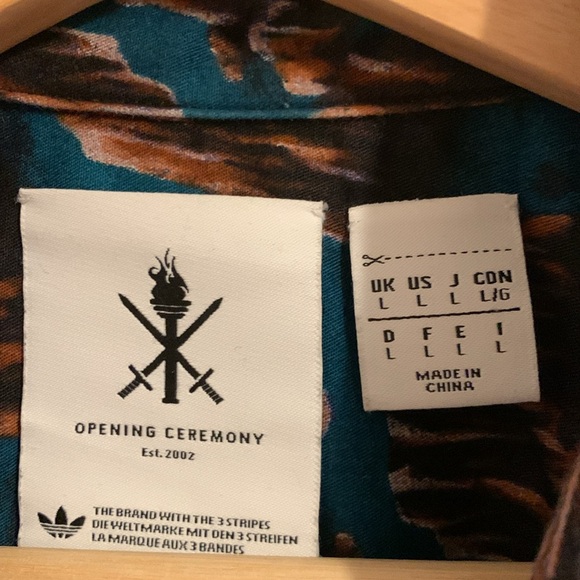 OPENING CEREMONY
Est. 2002
THE BRAND WITH THE 3 STRIPES
DIE WELTMARKE MIT DEN 3 STREIFEN
LA MARQUE AUX 3 BANDES
UK US J CDN
L L L L/G
D F E I
L L L L
MADE IN
CHINA